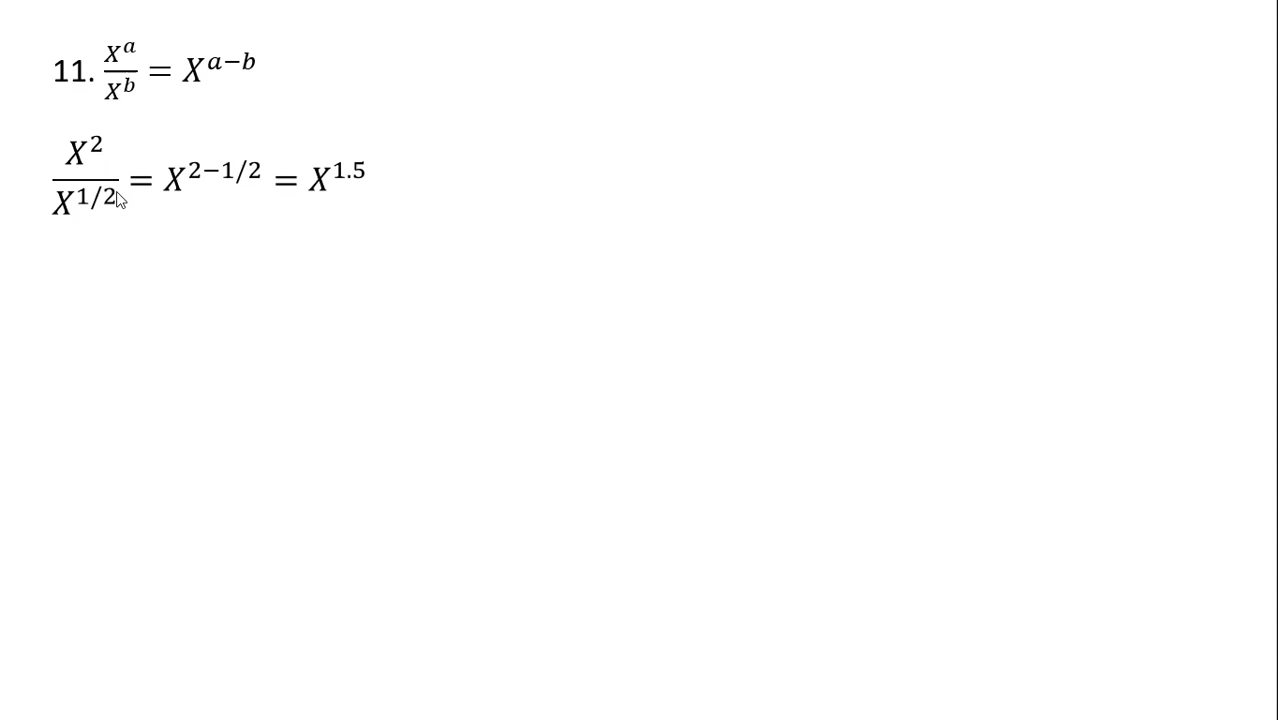 11. X^a/X^b = X^{a−b}
X^2/X^{1/2} = X^{2−1/2} = X^{1.5}